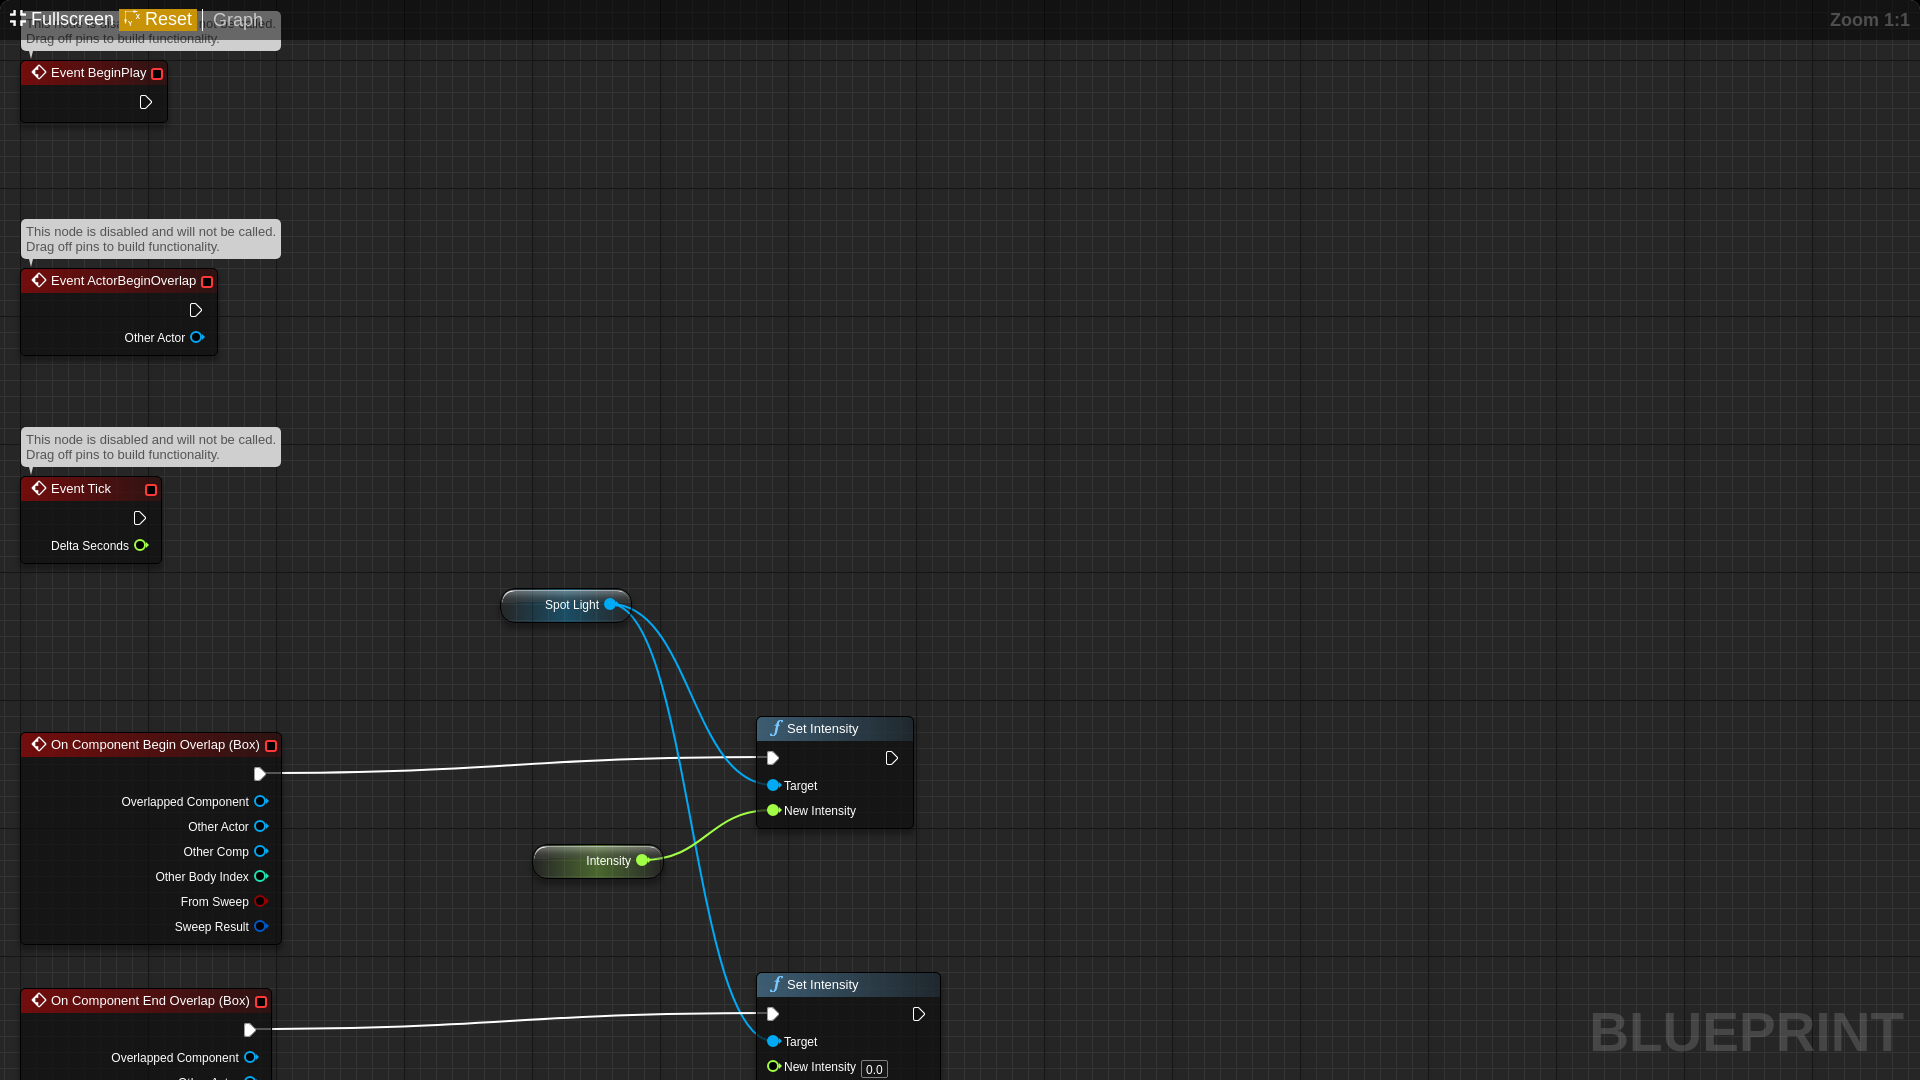 Fullscreen Reset Graph
Zoom 1:1
Drag off pins to build functionality.
Event BeginPlay
This node is disabled and will not be called.
Drag off pins to build functionality.
Event ActorBeginOverlap
Other Actor
This node is disabled and will not be called.
Drag off pins to build functionality.
Event Tick
Delta Seconds
Spot Light
Set Intensity
Target
New Intensity
On Component Begin Overlap (Box)
Overlapped Component
Other Actor
Other Comp
Other Body Index
From Sweep
Sweep Result
Intensity
Set Intensity
Target
New Intensity 0.0
On Component End Overlap (Box)
Overlapped Component
BLUEPRINT